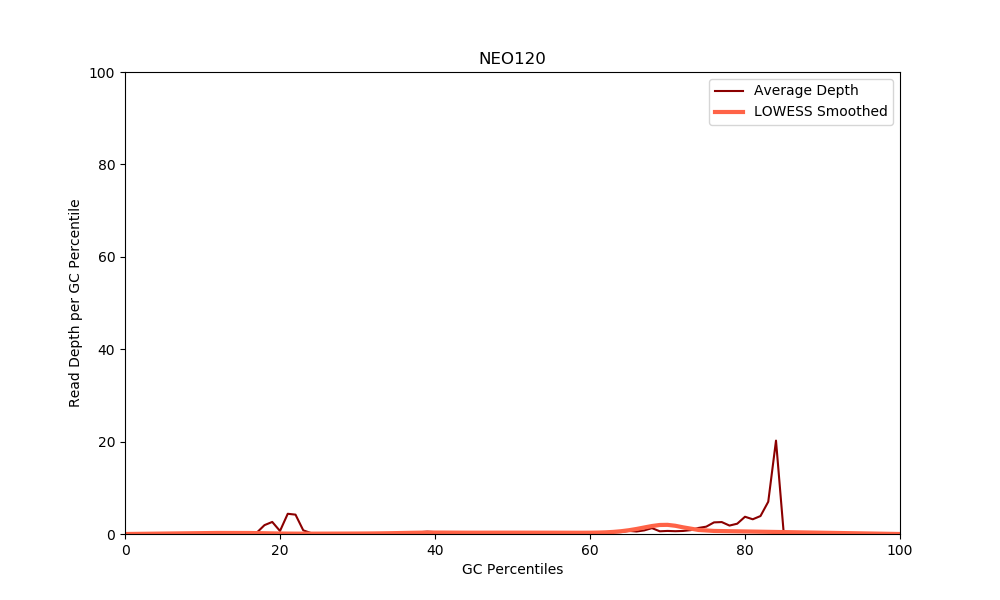 NEO120
Average Depth
LOWESS Smoothed
100
80
60
40
20
0
Read Depth per GC Percentile
0 20 40 60 80 100
GC Percentiles